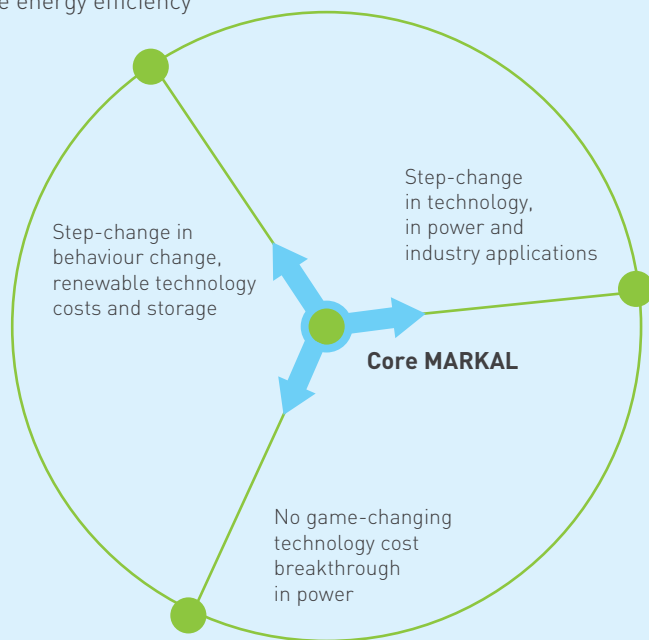 energy efficiency
Step-change
in technology,
in power and
industry applications
Step-change in
behaviour change,
renewable technology
costs and storage
Core MARKAL
No game-changing
technology cost
breakthrough
in power